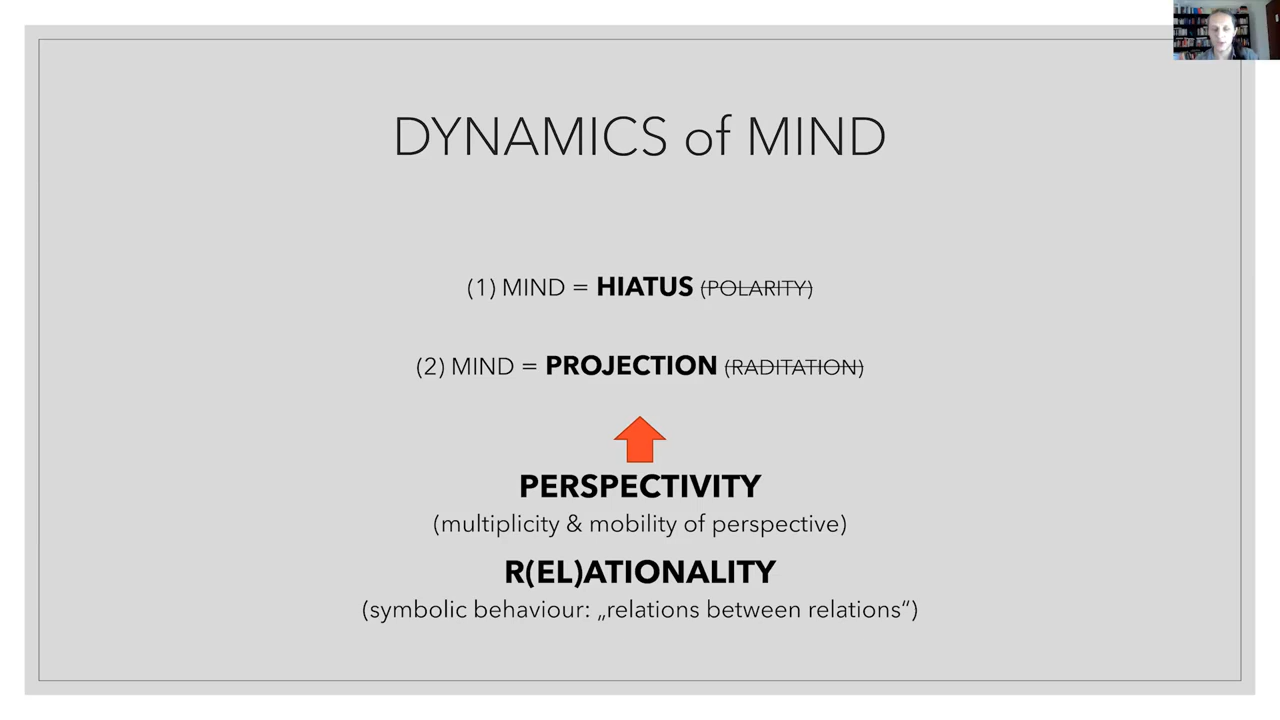 DYNAMICS of MIND
(1) MIND = HIATUS (POLARITY)
(2) MIND = PROJECTION (RADITATION)
PERSPECTIVITY
(multiplicity & mobility of perspective)
R(EL)ATIONALITY
(symbolic behaviour: „relations between relations“)